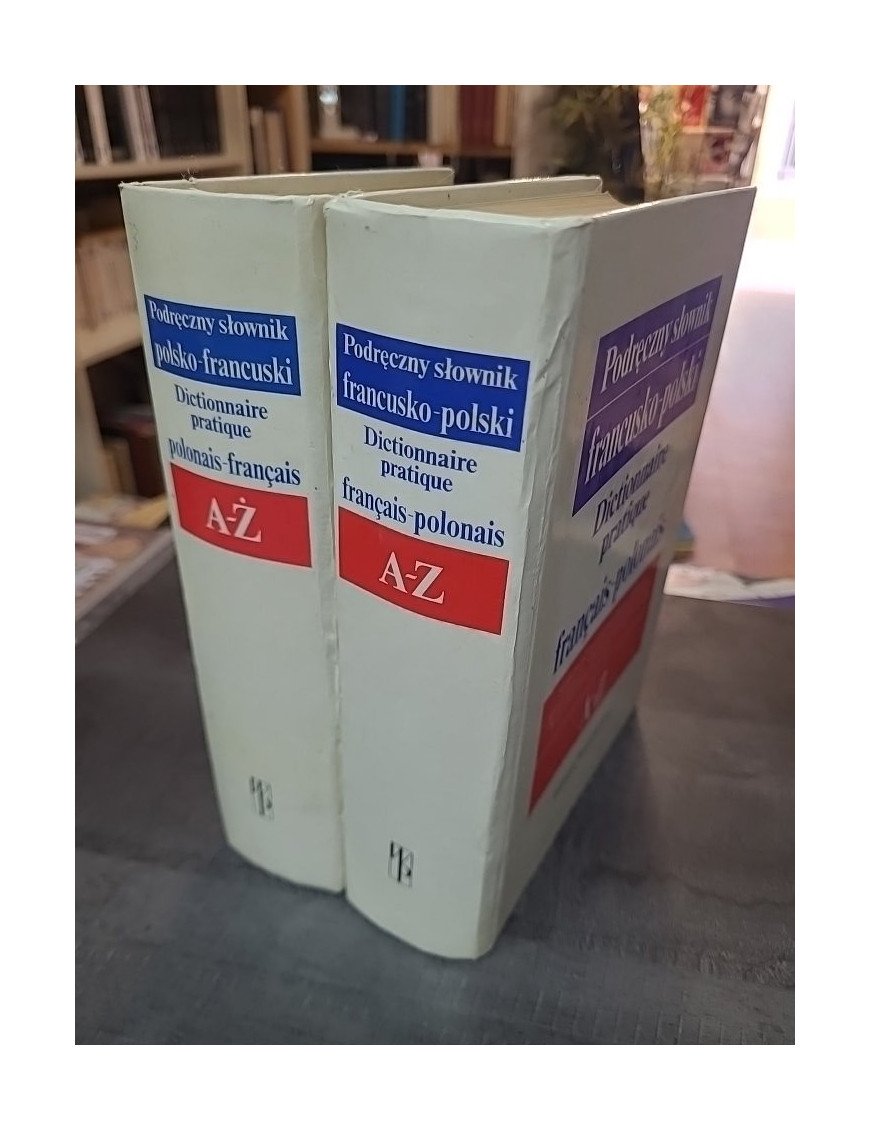 Podręczny słownik
polsko-francuski
Dictionnaire
pratique
polonais-français
A-Ż
Podręczny słownik
francusko-polski
Dictionnaire
pratique
français-polonais
A-Z
Podręczny słownik
francusko-polski
Dictionnaire
pratique
français-polonais
A-Z